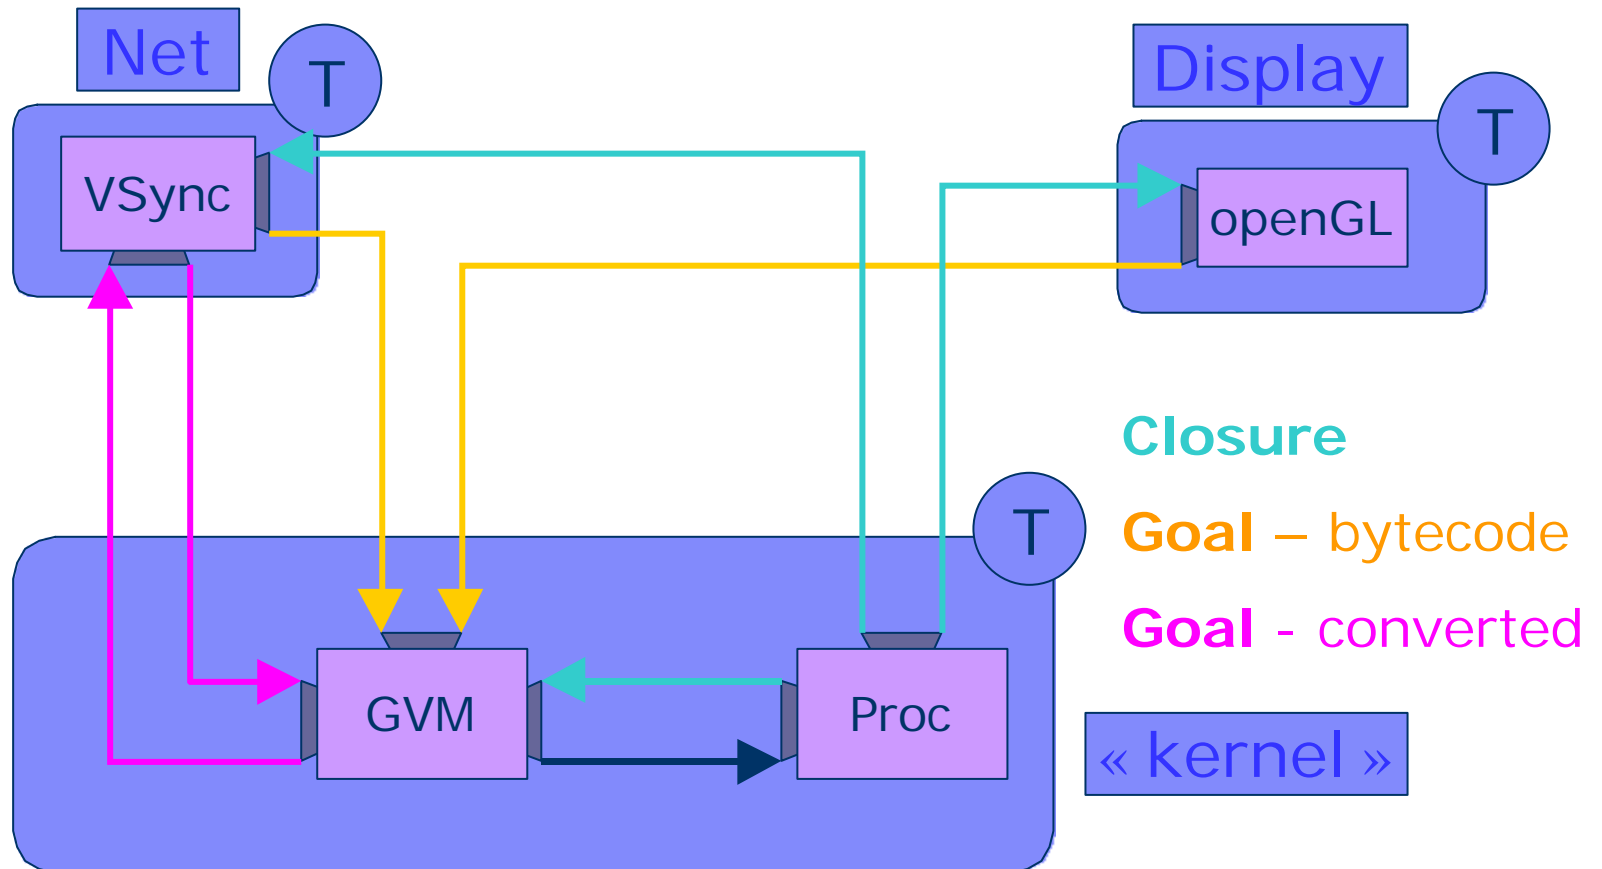 Net
T
Display
T
VSync
openGL
Closure
Goal – bytecode
T
Goal - converted
GVM
Proc
« kernel »